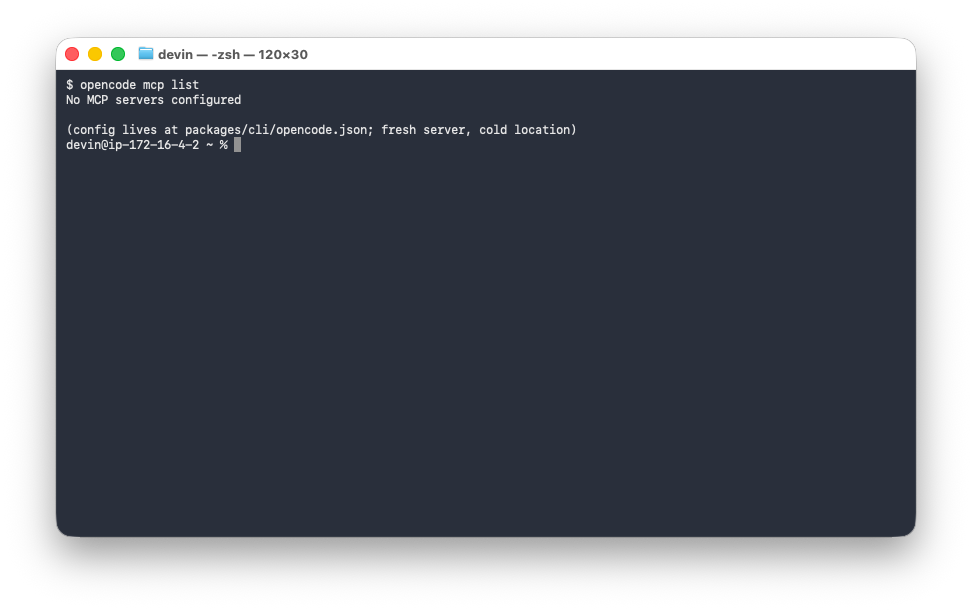 devin — -zsh — 120×30
$ opencode mcp list
No MCP servers configured
(config lives at packages/cli/opencode.json; fresh server, cold location)
devin@ip-172-16-4-2 ~ %